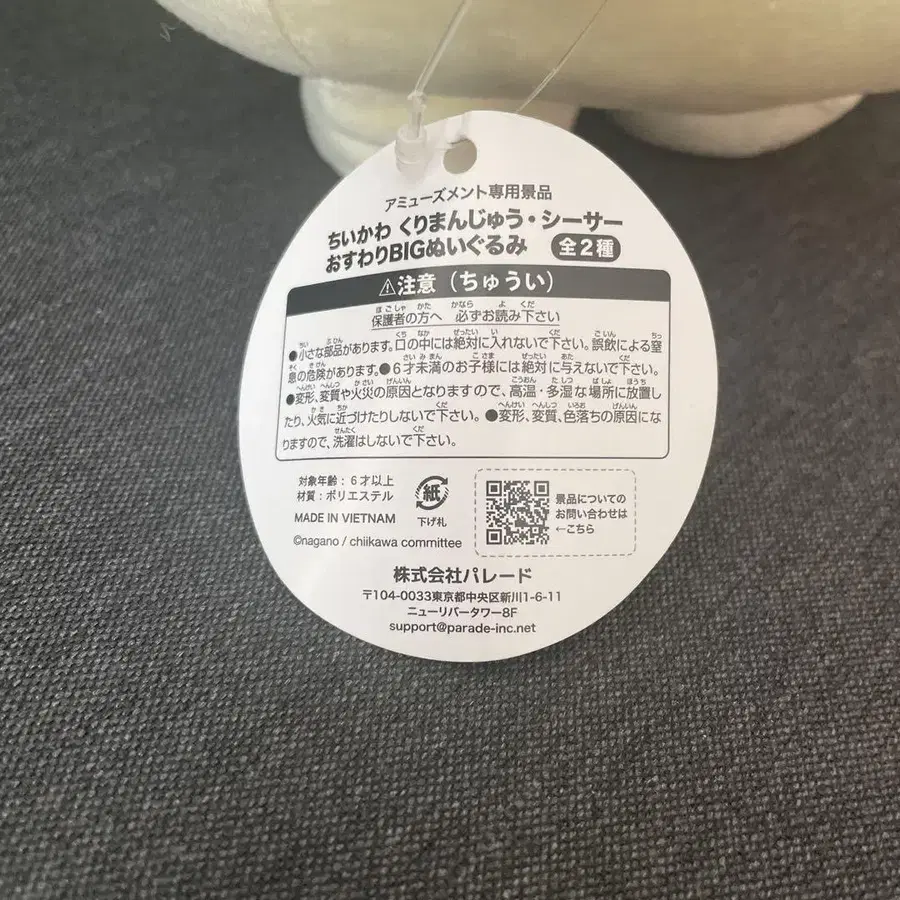 アミューズメント専用景品
ちいかわ くりまんじゅう・シーサー
おすわりBIGぬいぐるみ 全2種
⚠注意（ちゅうい）
保護者の方へ 必ずお読み下さい
●小さな部品があります。口の中には絶対に入れないで下さい。誤飲による窒
息の危険があります。●6才未満のお子様には絶対に与えないで下さい。
●変形、変質や火災の原因となりますので、高温・多湿な場所に放置し
たり、火気に近づけたりしないで下さい。●変形、変質、色落ちの原因にな
りますので、洗濯はしないで下さい。
対象年齢：6才以上
材質：ポリエステル
MADE IN VIETNAM
©nagano / chiikawa committee
紙
下げ札
景品についての
お問い合わせは
←こちら
株式会社パレード
〒104-0033東京都中央区新川1-6-11
ニューリバータワー8F
support@parade-inc.net